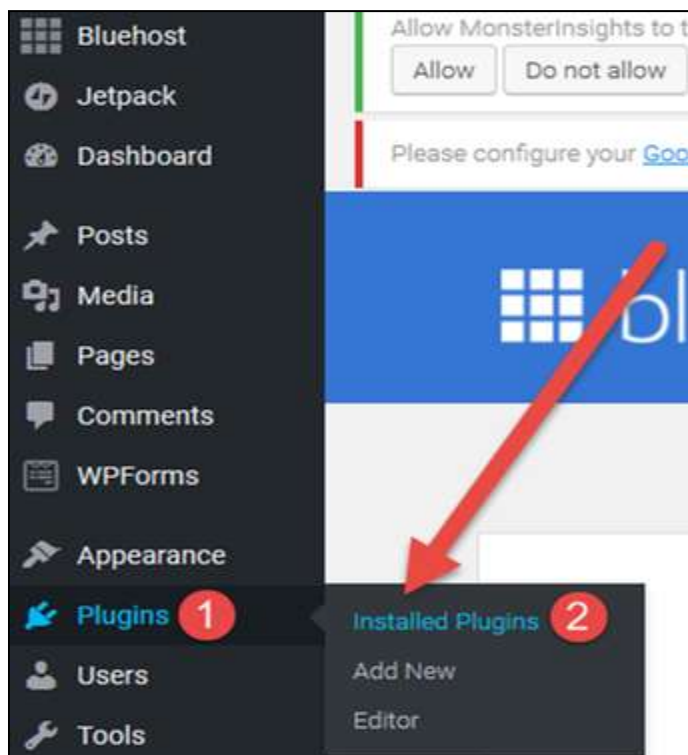 Bluehost
Jetpack
Dashboard
Posts
Media
Pages
Comments
WPForms
Appearance
Plugins 1
Users
Tools
Allow MonsterInsights to t
Allow Do not allow
Please configure your Goo
bl
Installed Plugins 2
Add New
Editor